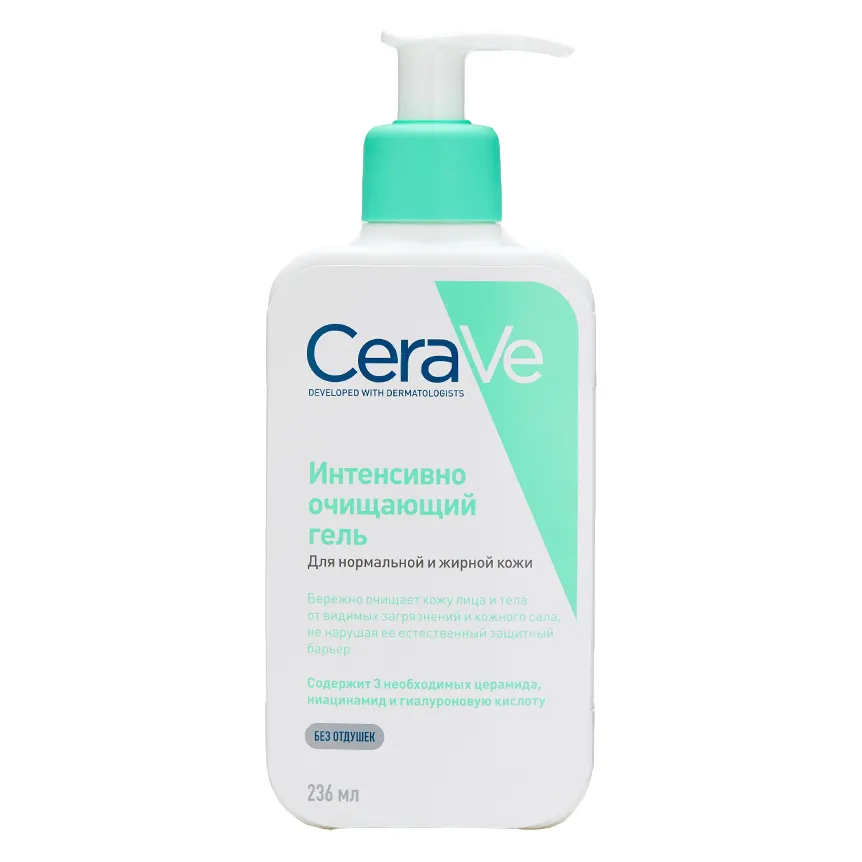 CeraVe
DEVELOPED WITH DERMATOLOGISTS
Интенсивно
очищающий
гель
Для нормальной и жирной кожи
Бережно очищает кожу лица и тела
от видимых загрязнений и кожного сала,
не нарушая ее естественный защитный
барьер
Содержит 3 необходимых церамида,
ниацинамид и гиалуроновую кислоту
БЕЗ ОТДУШЕК
236 мл